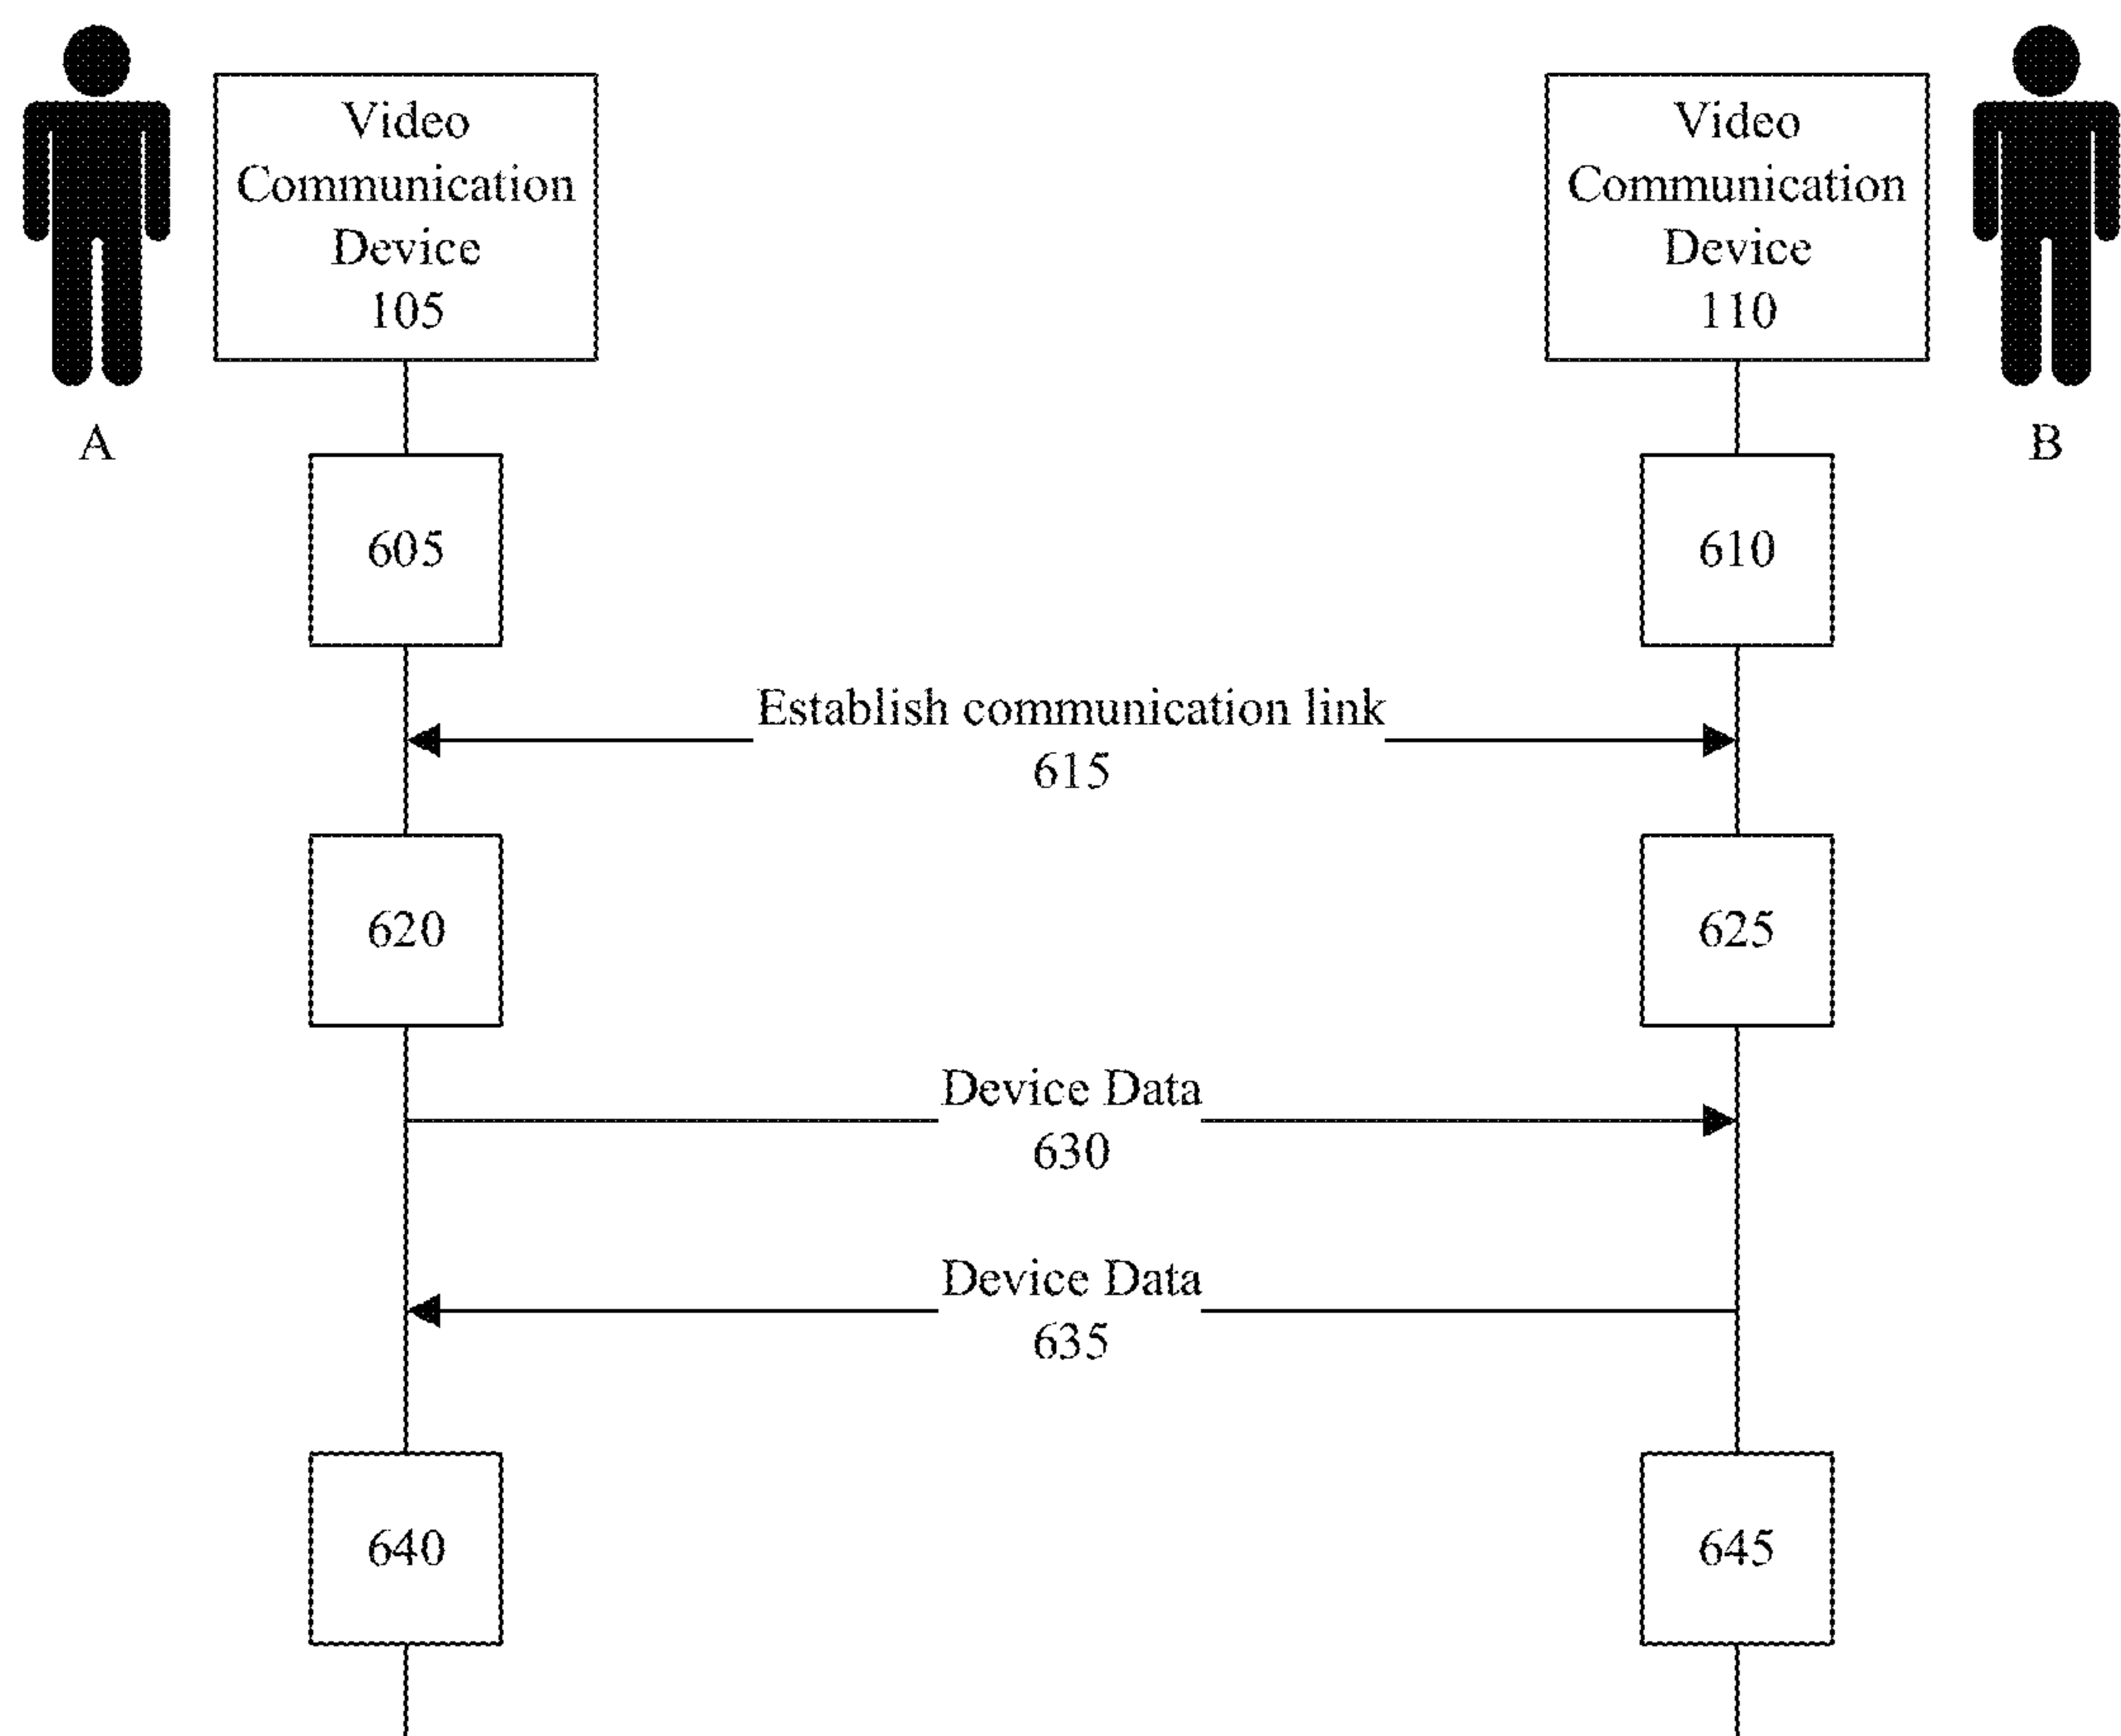 Video
Communication
Device
105
Video
Communication
Device
110
A
B
605
610
Establish communication link
615
620
625
Device Data
630
Device Data
635
640
645